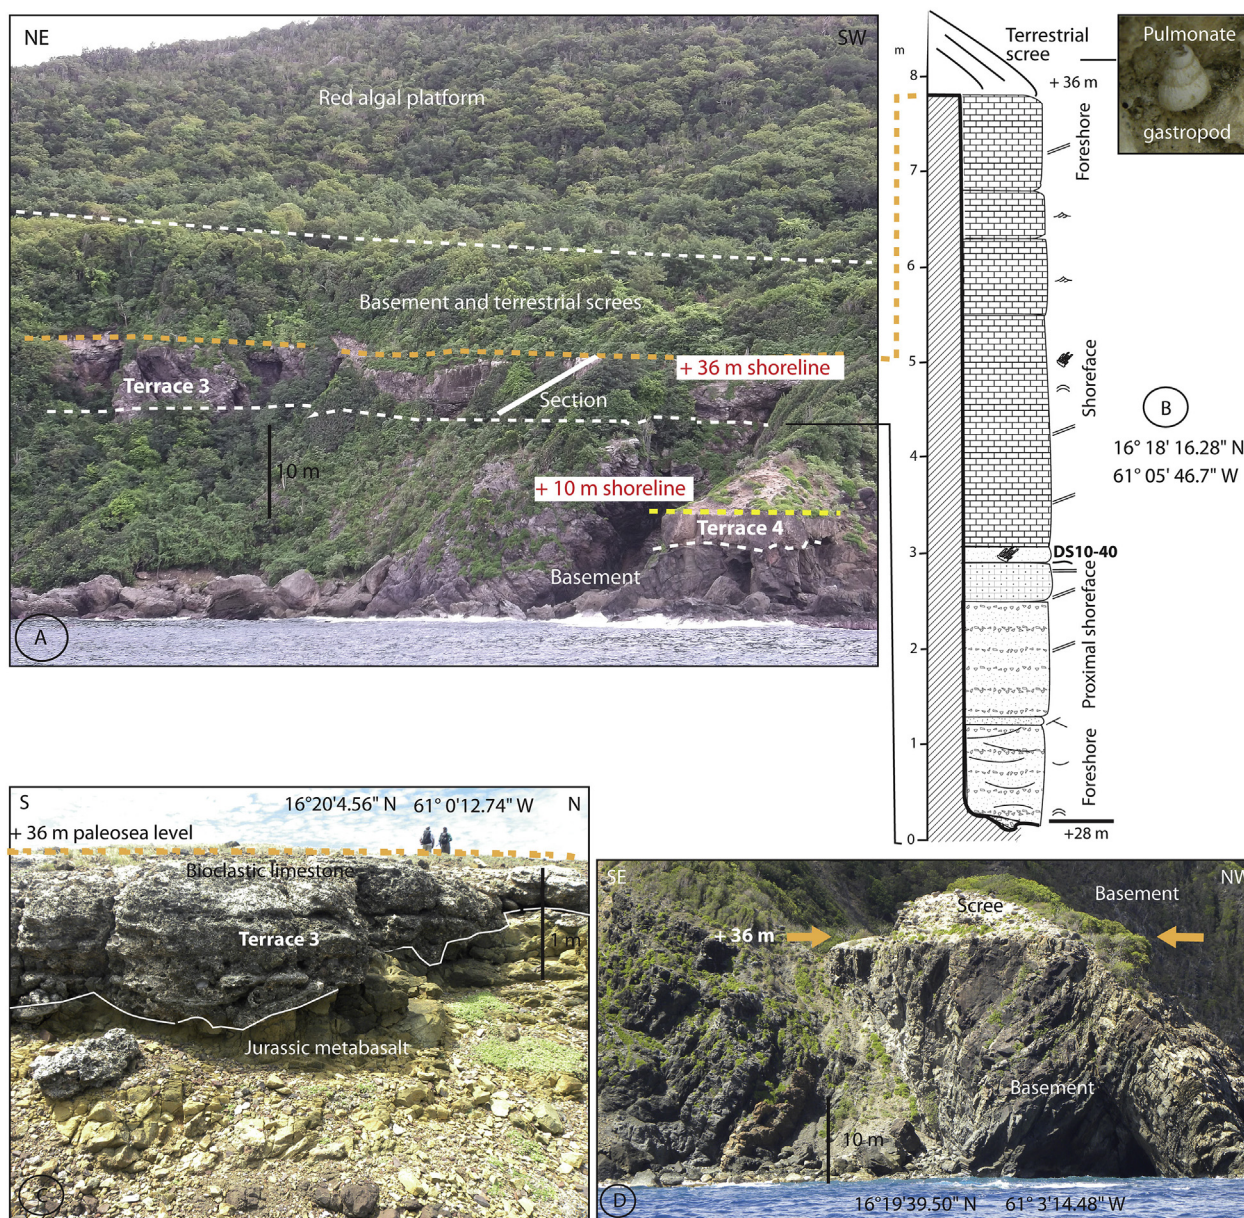 NE
SW
Red algal platform
Basement and terrestrial screes
+ 36 m shoreline
Terrace 3
Section
10 m
+ 10 m shoreline
Terrace 4
Basement
A
m
8
7
6
5
4
3
2
1
0
Terrestrial
scree
+ 36 m
Pulmonate
gastropod
Foreshore
Shoreface
B
16° 18' 16.28" N
61° 05' 46.7" W
DS10-40
Proximal shoreface
Foreshore
+28 m
S
16°20'4.56" N 61° 0'12.74" W
N
+ 36 m paleosea level
Bioclastic limestone
Terrace 3
1 m
Jurassic metabasalt
C
SE
NW
Basement
Scree
+ 36 m
Basement
10 m
D
16°19'39.50" N 61° 3'14.48" W